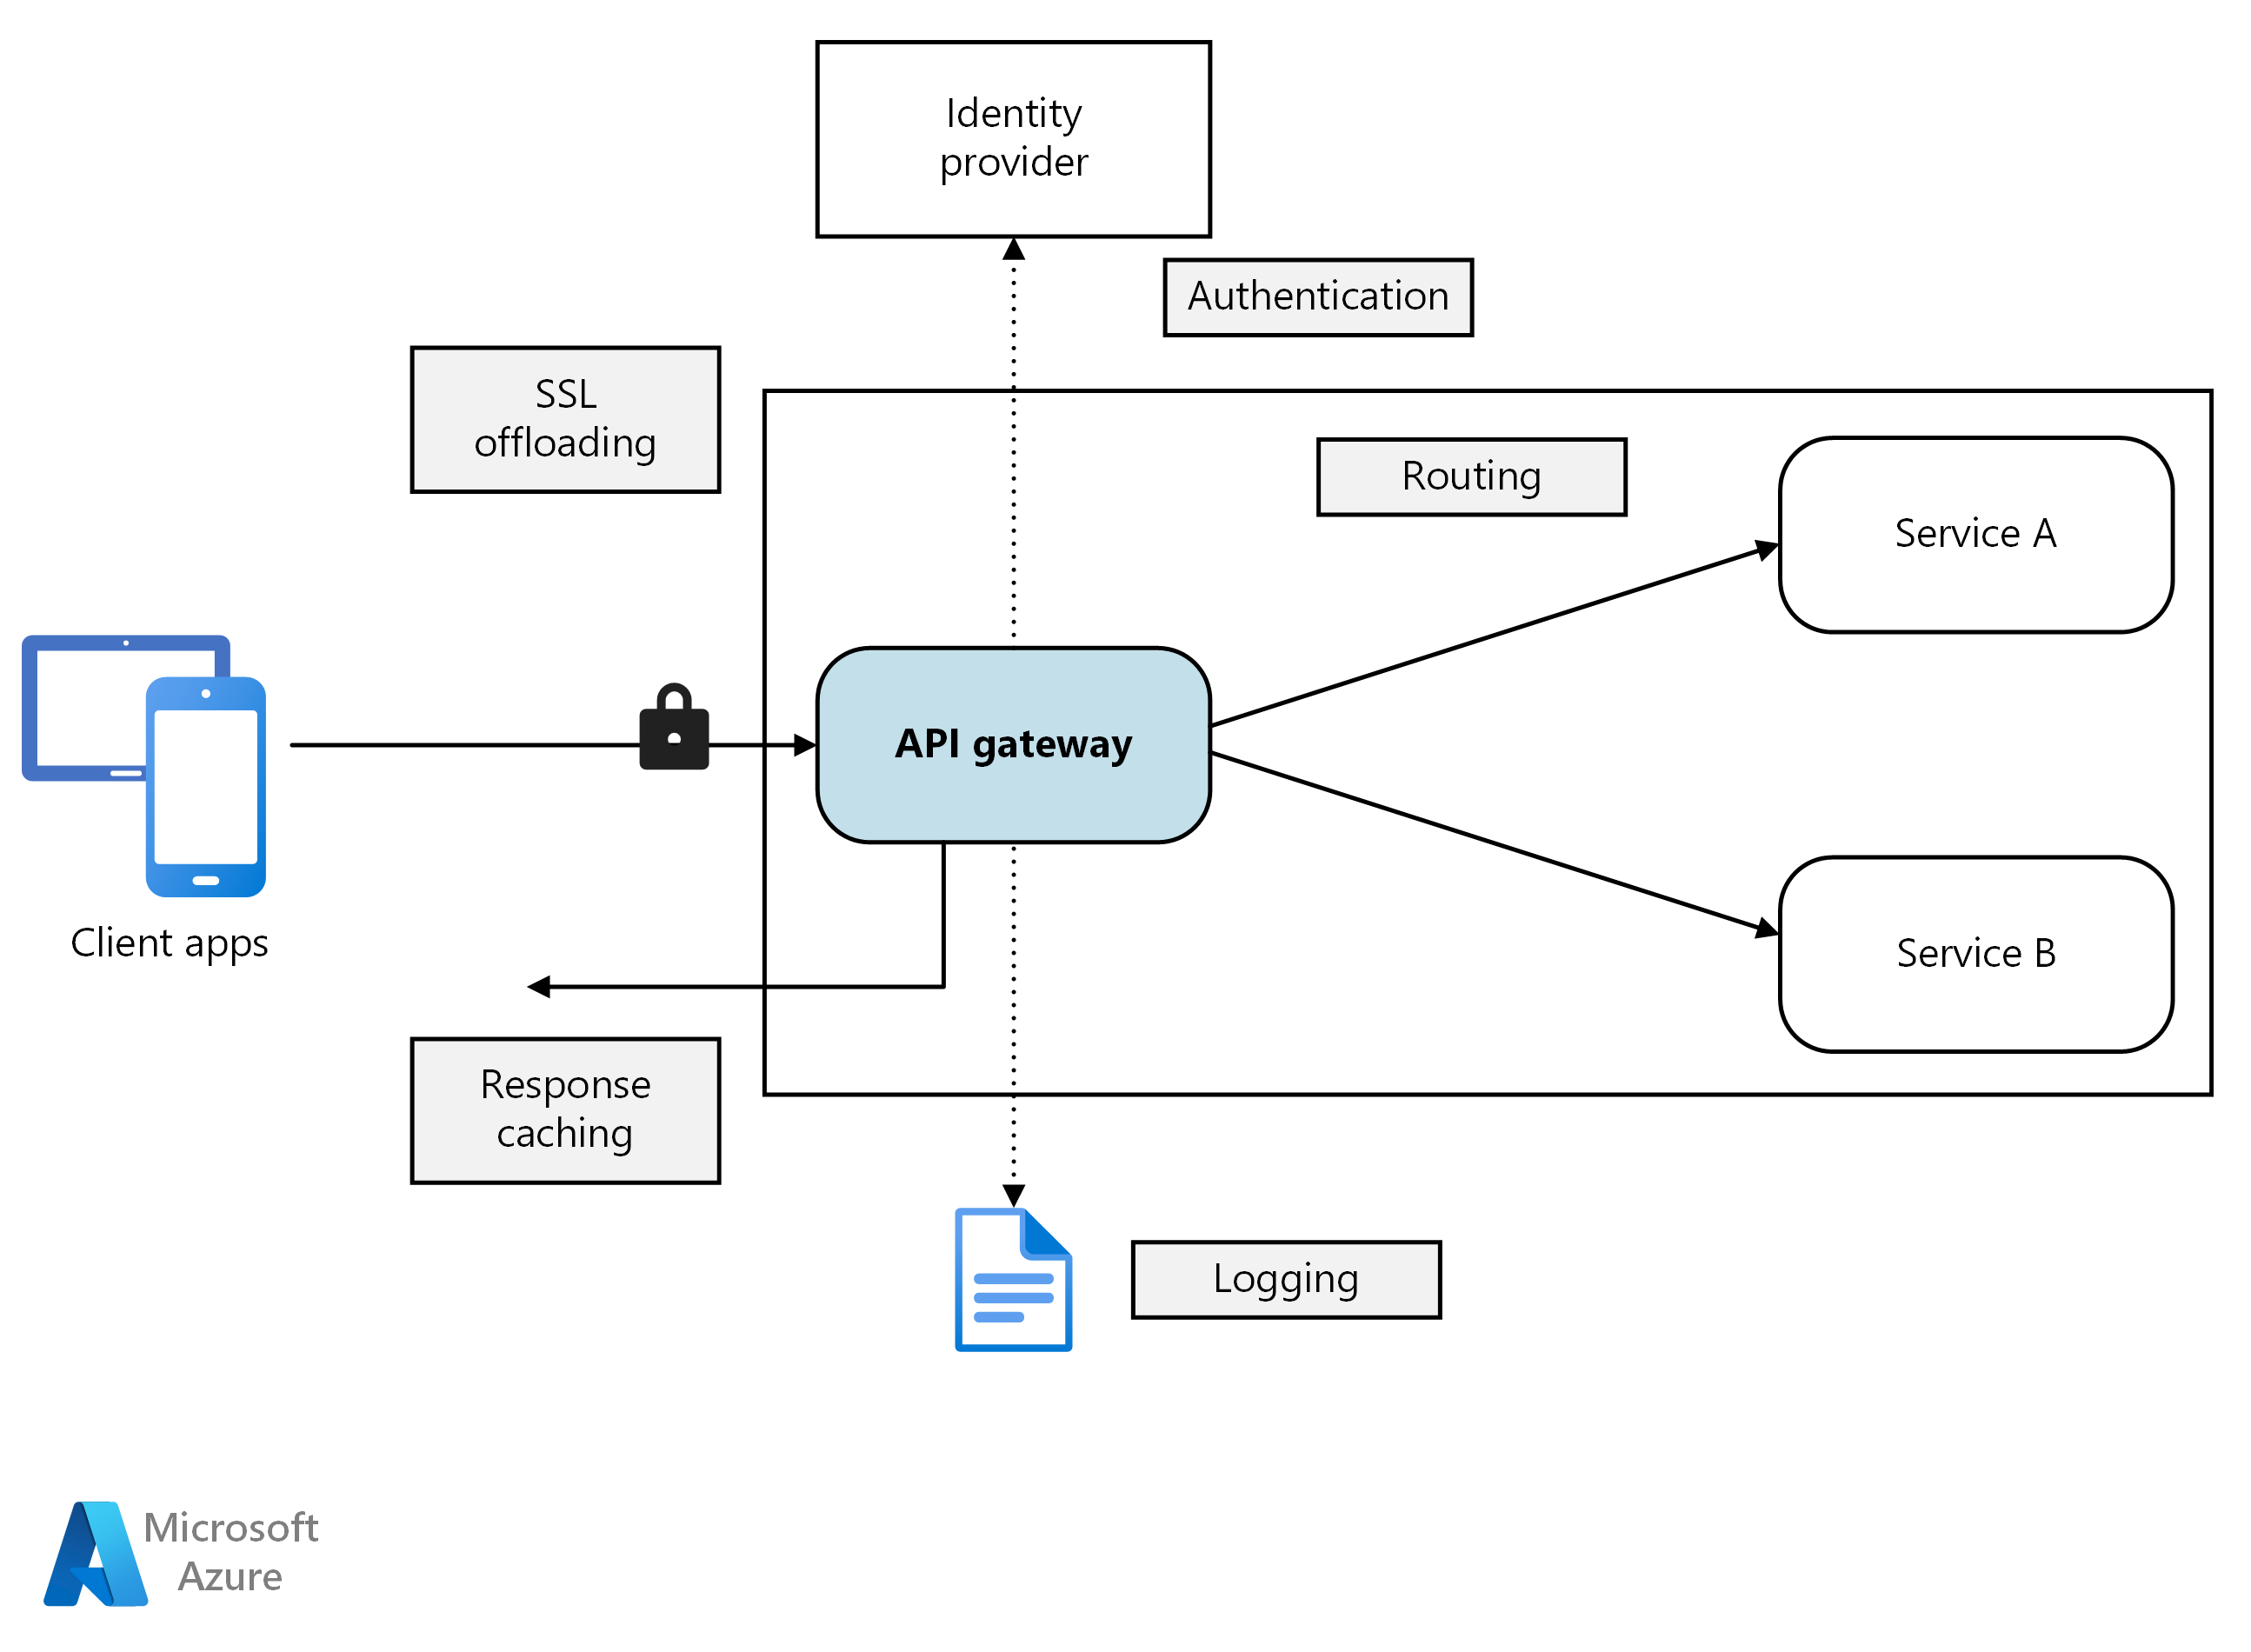 Identity
provider
Authentication
SSL
offloading
Routing
Service A
API gateway
Client apps
Service B
Response
caching
Logging
Microsoft
Azure